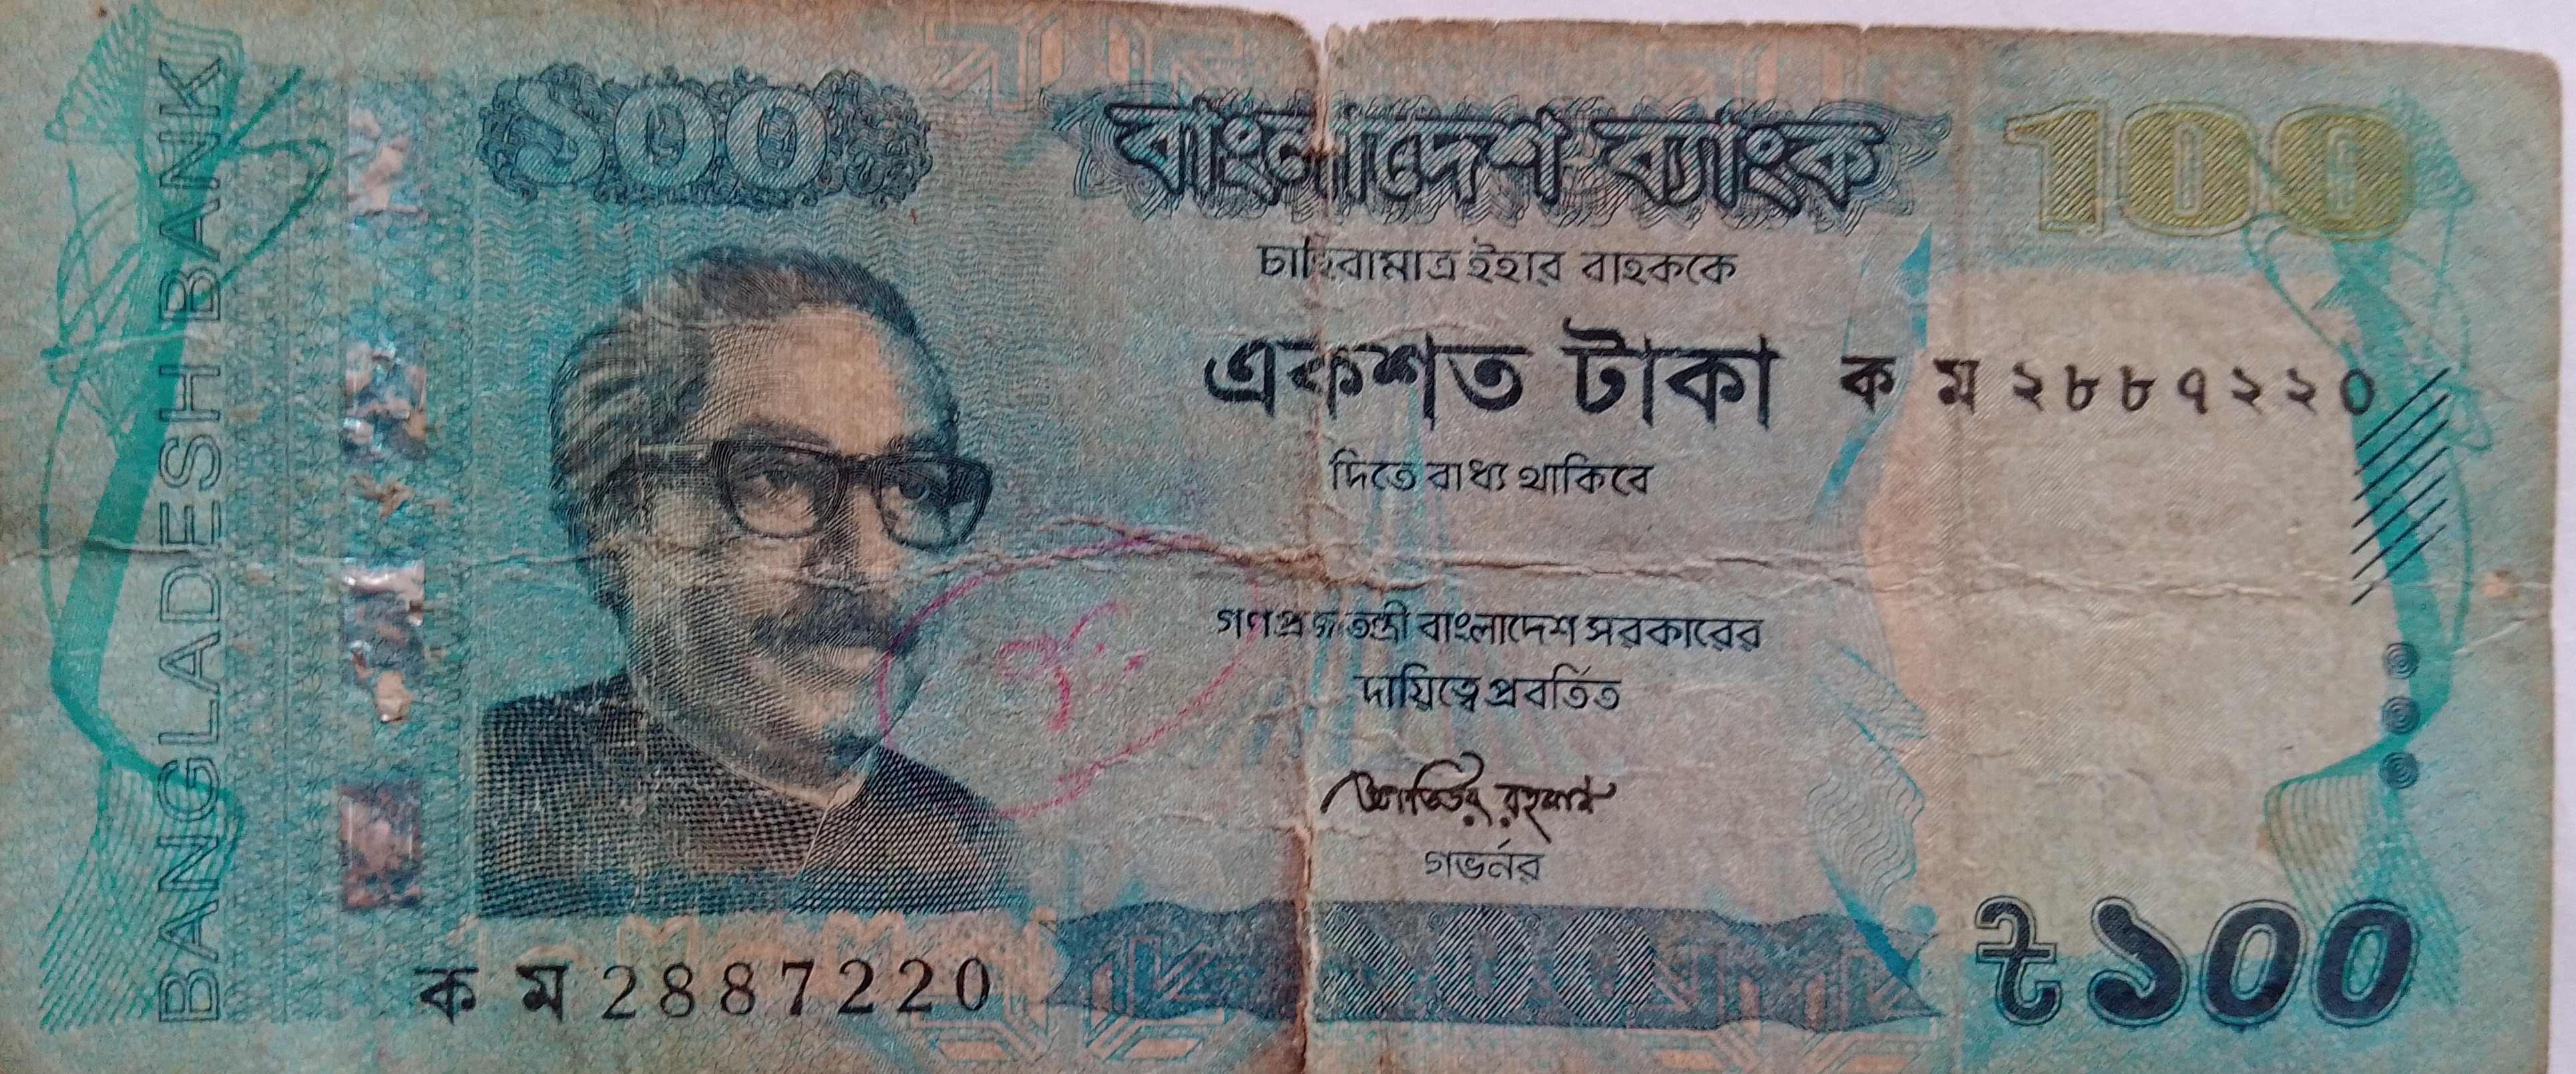 BANGLADESH BANK
১০০
বাংলাদেশ ব্যাংক
100
চাহিবামাত্র ইহার বাহককে
একশত টাকা
ক ম ২৮৮৭২২০
দিতে বাধ্য থাকিবে
গণপ্রজাতন্ত্রী বাংলাদেশ সরকারের
দায়িত্বে প্রবর্তিত
আতিউর রহমান
গভর্নর
ক ম 2887220
১০০
৳১০০